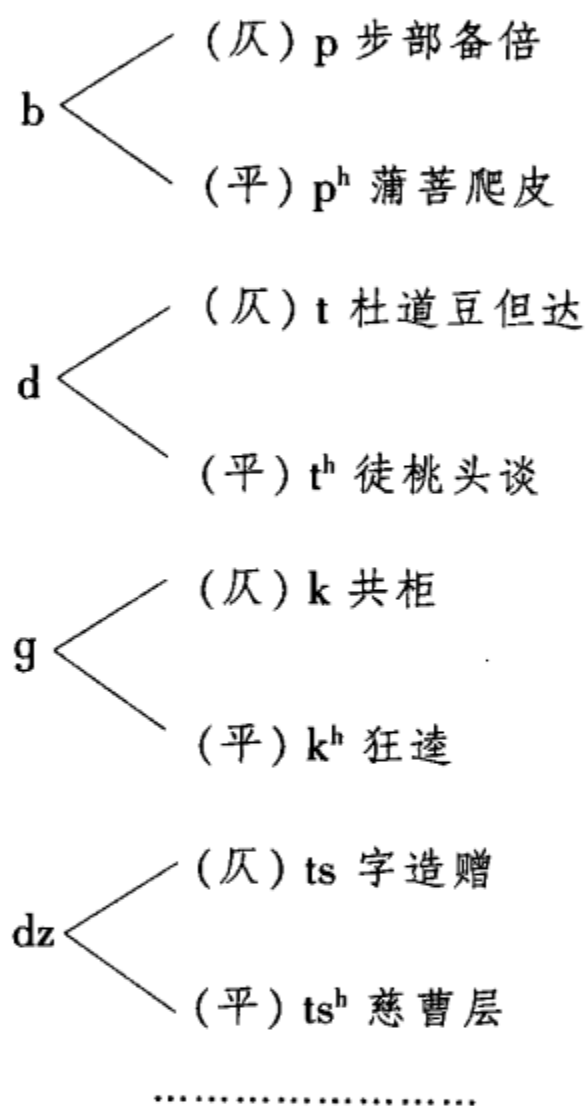 (仄) p 步部备倍
b
(平) pʰ 蒲菩爬皮
(仄) t 杜道豆但达
d
(平) tʰ 徒桃头谈
(仄) k 共柜
g
(平) kʰ 狂逵
(仄) ts 字造赠
dz
(平) tsʰ 慈曹层
…………………